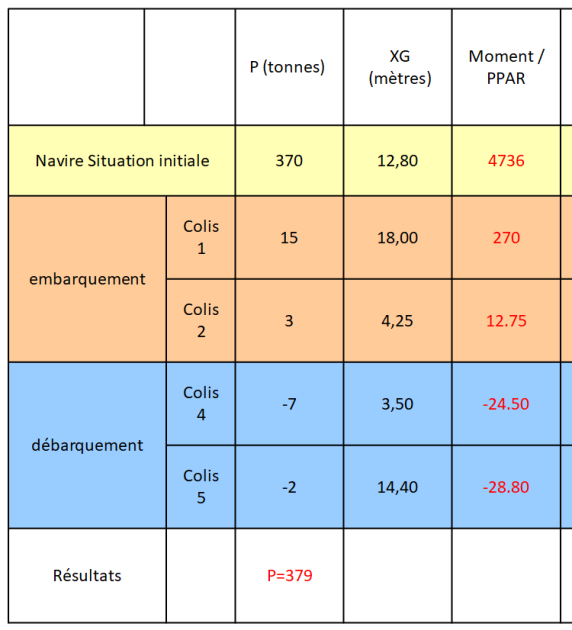 P (tonnes) XG (mètres) Moment / PPAR
Navire Situation initiale 370 12,80 4736
embarquement
Colis 1 15 18,00 270
Colis 2 3 4,25 12.75
débarquement
Colis 4 -7 3,50 -24.50
Colis 5 -2 14,40 -28.80
Résultats P=379